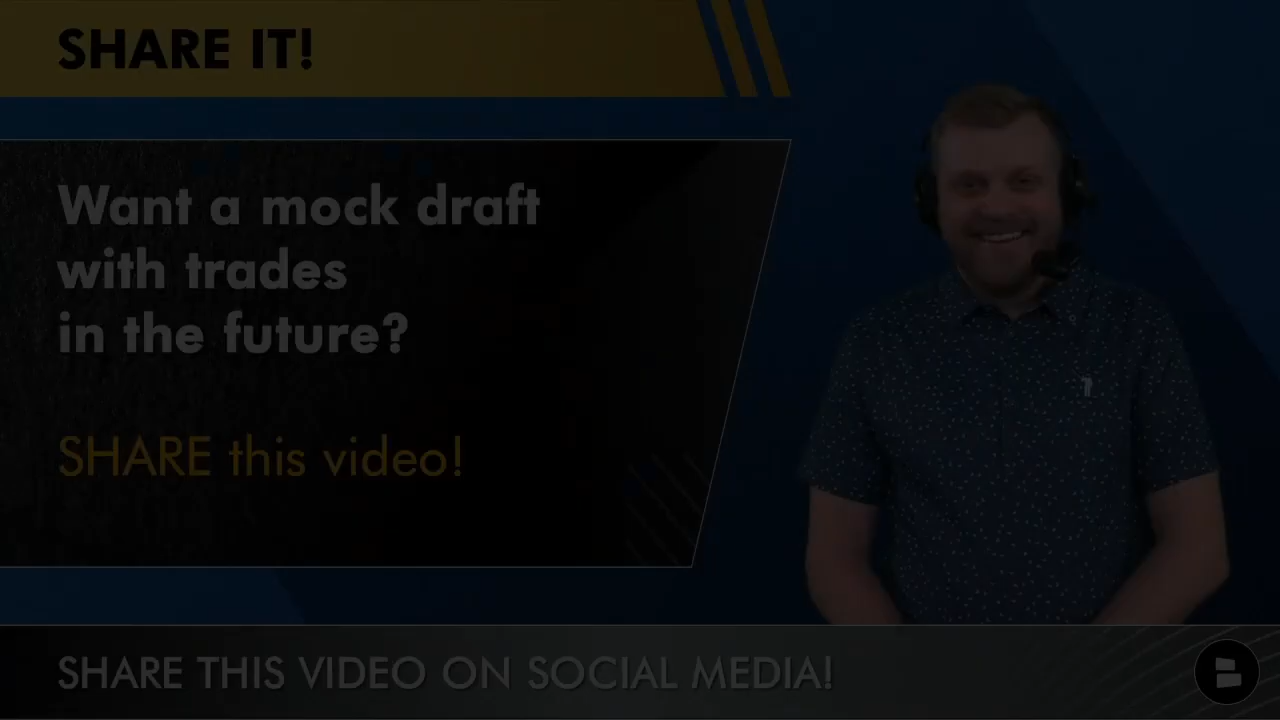 SHARE IT!
Want a mock draft
with trades
in the future?
SHARE this video!
SHARE THIS VIDEO ON SOCIAL MEDIA!